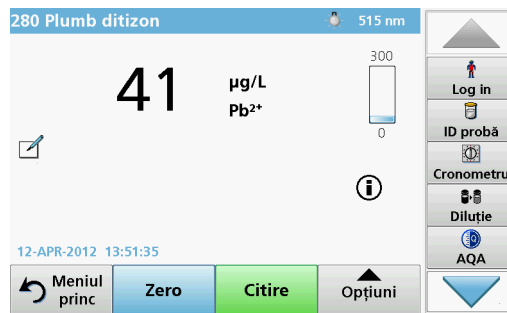 280 Plumb ditizon
515 nm
300
41
µg/L
Pb²⁺
0
12-APR-2012 13:51:35
Meniul
princ
Zero
Citire
Opțiuni
Log in
ID probă
Cronometru
Diluție
AQA